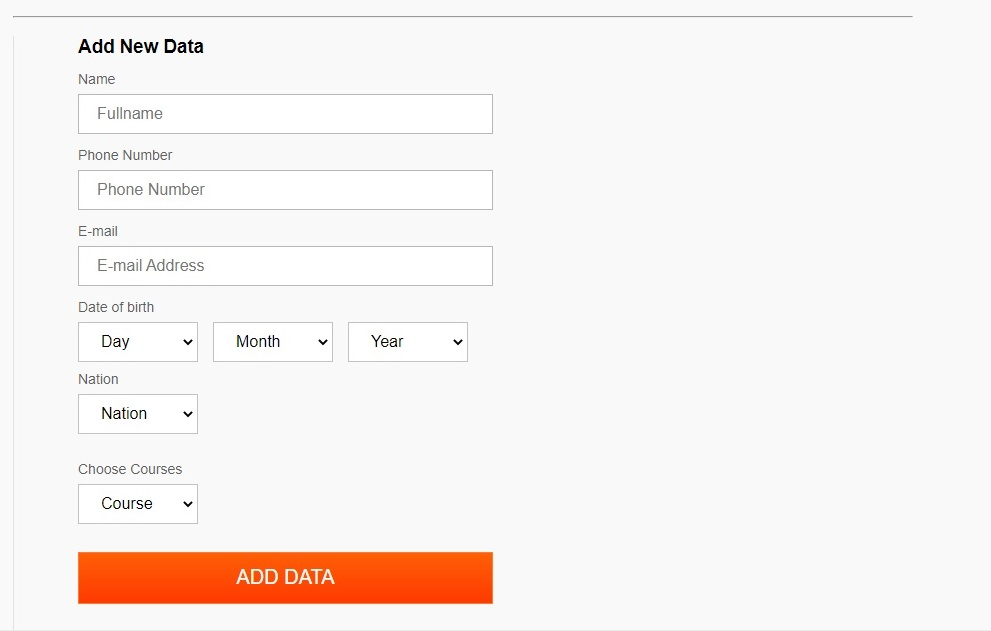 Add New Data
Name
Fullname
Phone Number
Phone Number
E-mail
E-mail Address
Date of birth
Day Month Year
Nation
Nation
Choose Courses
Course
ADD DATA